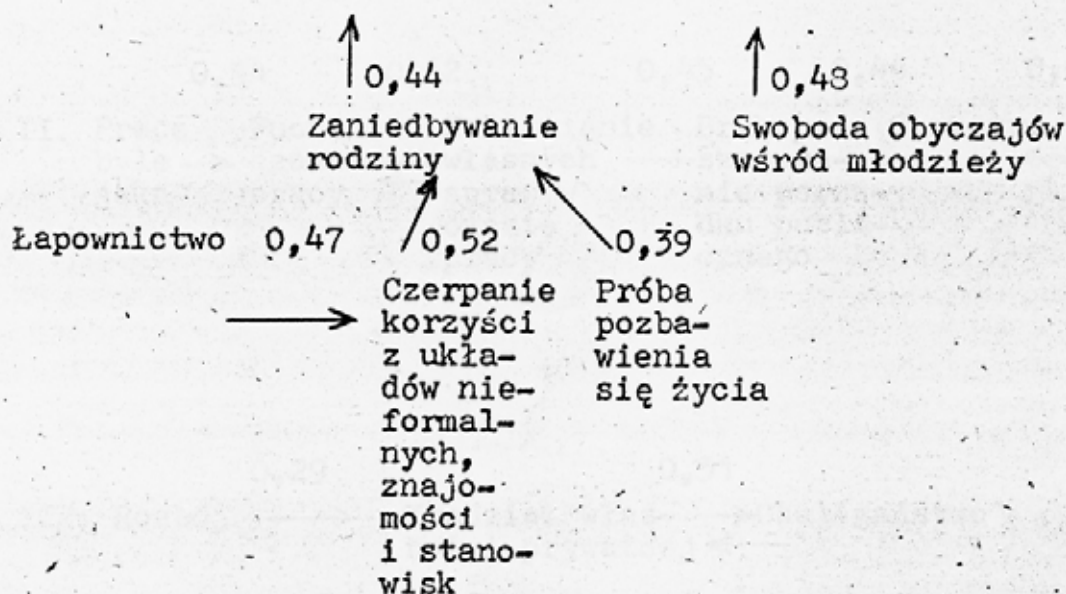 0,44
0,48
Zaniedbywanie
rodziny
Swoboda obyczajów
wśród młodzieży
Łapownictwo 0,47 0,52 0,39
Czerpanie
korzyści
z ukła-
dów nie-
formal-
nych,
znajo-
mości
i stano-
wisk
Próba
pozba-
wienia
się życia